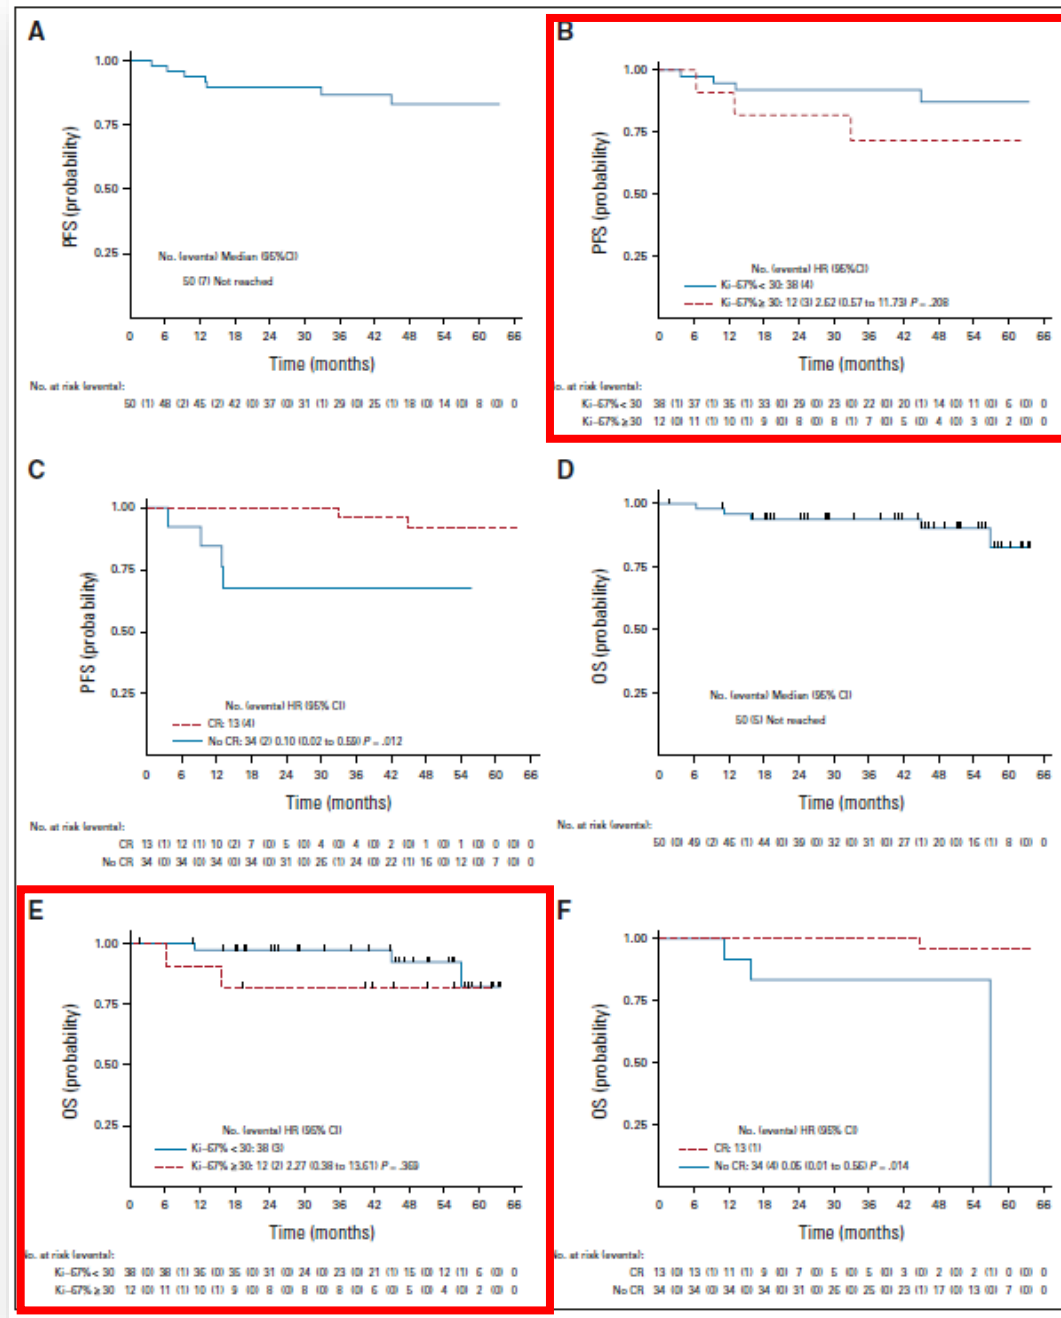 A
1.00
0.75
0.50
0.25
PFS (probability)
No. (events) Median (95%CI)
50 (7) Not reached
0 6 12 18 24 30 36 42 48 54 60 66
Time (months)
No. at risk (events):
50 (1) 48 (2) 45 (2) 42 (0) 37 (0) 31 (1) 29 (0) 25 (1) 18 (0) 14 (0) 8 (0) 0
B
1.00
0.75
0.50
0.25
PFS (probability)
No. (events) HR (95%CI)
Ki-67%< 30: 38 (4)
Ki-67%≥ 30: 12 (3) 2.62 (0.57 to 11.73) P = .208
0 6 12 18 24 30 36 42 48 54 60 66
Time (months)
o. at risk (events):
Ki-67%< 30 38 (1) 37 (1) 35 (1) 33 (0) 29 (0) 23 (0) 22 (0) 20 (1) 14 (0) 11 (0) 6 (0) 0
Ki-67%≥30 12 (0) 11 (1) 10 (1) 9 (0) 8 (0) 8 (1) 7 (0) 5 (0) 4 (0) 3 (0) 2 (0) 0
C
1.00
0.75
0.50
0.25
PFS (probability)
No. (events) HR (95% CI)
CR: 13 (4)
No CR: 34 (2) 0.10 (0.02 to 0.59) P = .012
0 6 12 18 24 30 36 42 48 54 60 66
Time (months)
No. at risk (events):
CR 13 (1) 12 (1) 10 (2) 7 (0) 5 (0) 4 (0) 4 (0) 2 (0) 1 (0) 1 (0) 0 (0) 0
No CR 34 (0) 34 (0) 34 (0) 34 (0) 31 (0) 26 (1) 24 (0) 22 (1) 16 (0) 12 (0) 7 (0) 0
D
1.00
0.75
0.50
0.25
OS (probability)
No. (events) Median (95% CI)
50 (5) Not reached
0 6 12 18 24 30 36 42 48 54 60 66
Time (months)
No. at risk (events):
50 (0) 49 (2) 46 (1) 44 (0) 39 (0) 32 (0) 31 (0) 27 (1) 20 (0) 16 (1) 8 (0) 0
E
1.00
0.75
0.50
0.25
OS (probability)
No. (events) HR (95% CI)
Ki-67% < 30: 38 (3)
Ki-67% ≥ 30: 12 (2) 2.27 (0.38 to 13.61) P = .369
0 6 12 18 24 30 36 42 48 54 60 66
Time (months)
o. at risk (events):
Ki-67%< 30 38 (0) 38 (1) 36 (0) 35 (0) 31 (0) 24 (0) 23 (0) 21 (1) 15 (0) 12 (1) 6 (0) 0
Ki-67%≥ 30 12 (0) 11 (1) 10 (1) 9 (0) 8 (0) 8 (0) 8 (0) 6 (0) 5 (0) 4 (0) 2 (0) 0
F
1.00
0.75
0.50
0.25
OS (probability)
No. (events) HR (95% CI)
CR: 13 (1)
No CR: 34 (4) 0.06 (0.01 to 0.56) P = .014
0 6 12 18 24 30 36 42 48 54 60 66
Time (months)
o. at risk (events):
CR 13 (0) 13 (1) 11 (1) 9 (0) 7 (0) 5 (0) 5 (0) 3 (0) 2 (0) 2 (1) 0 (0) 0
No CR 34 (0) 34 (0) 34 (0) 34 (0) 31 (0) 26 (0) 25 (0) 23 (1) 17 (0) 13 (0) 7 (0) 0